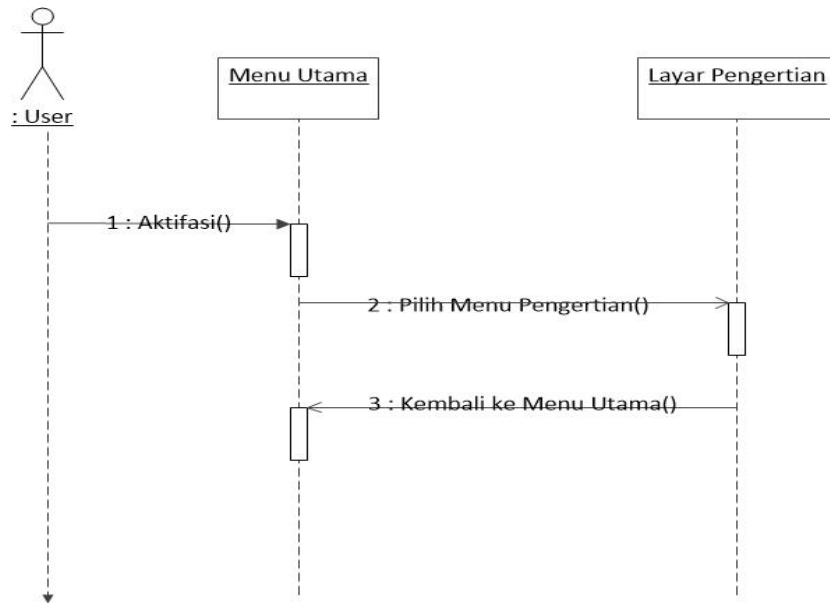 : User
Menu Utama
Layar Pengertian
1 : Aktifasi()
2 : Pilih Menu Pengertian()
3 : Kembali ke Menu Utama()